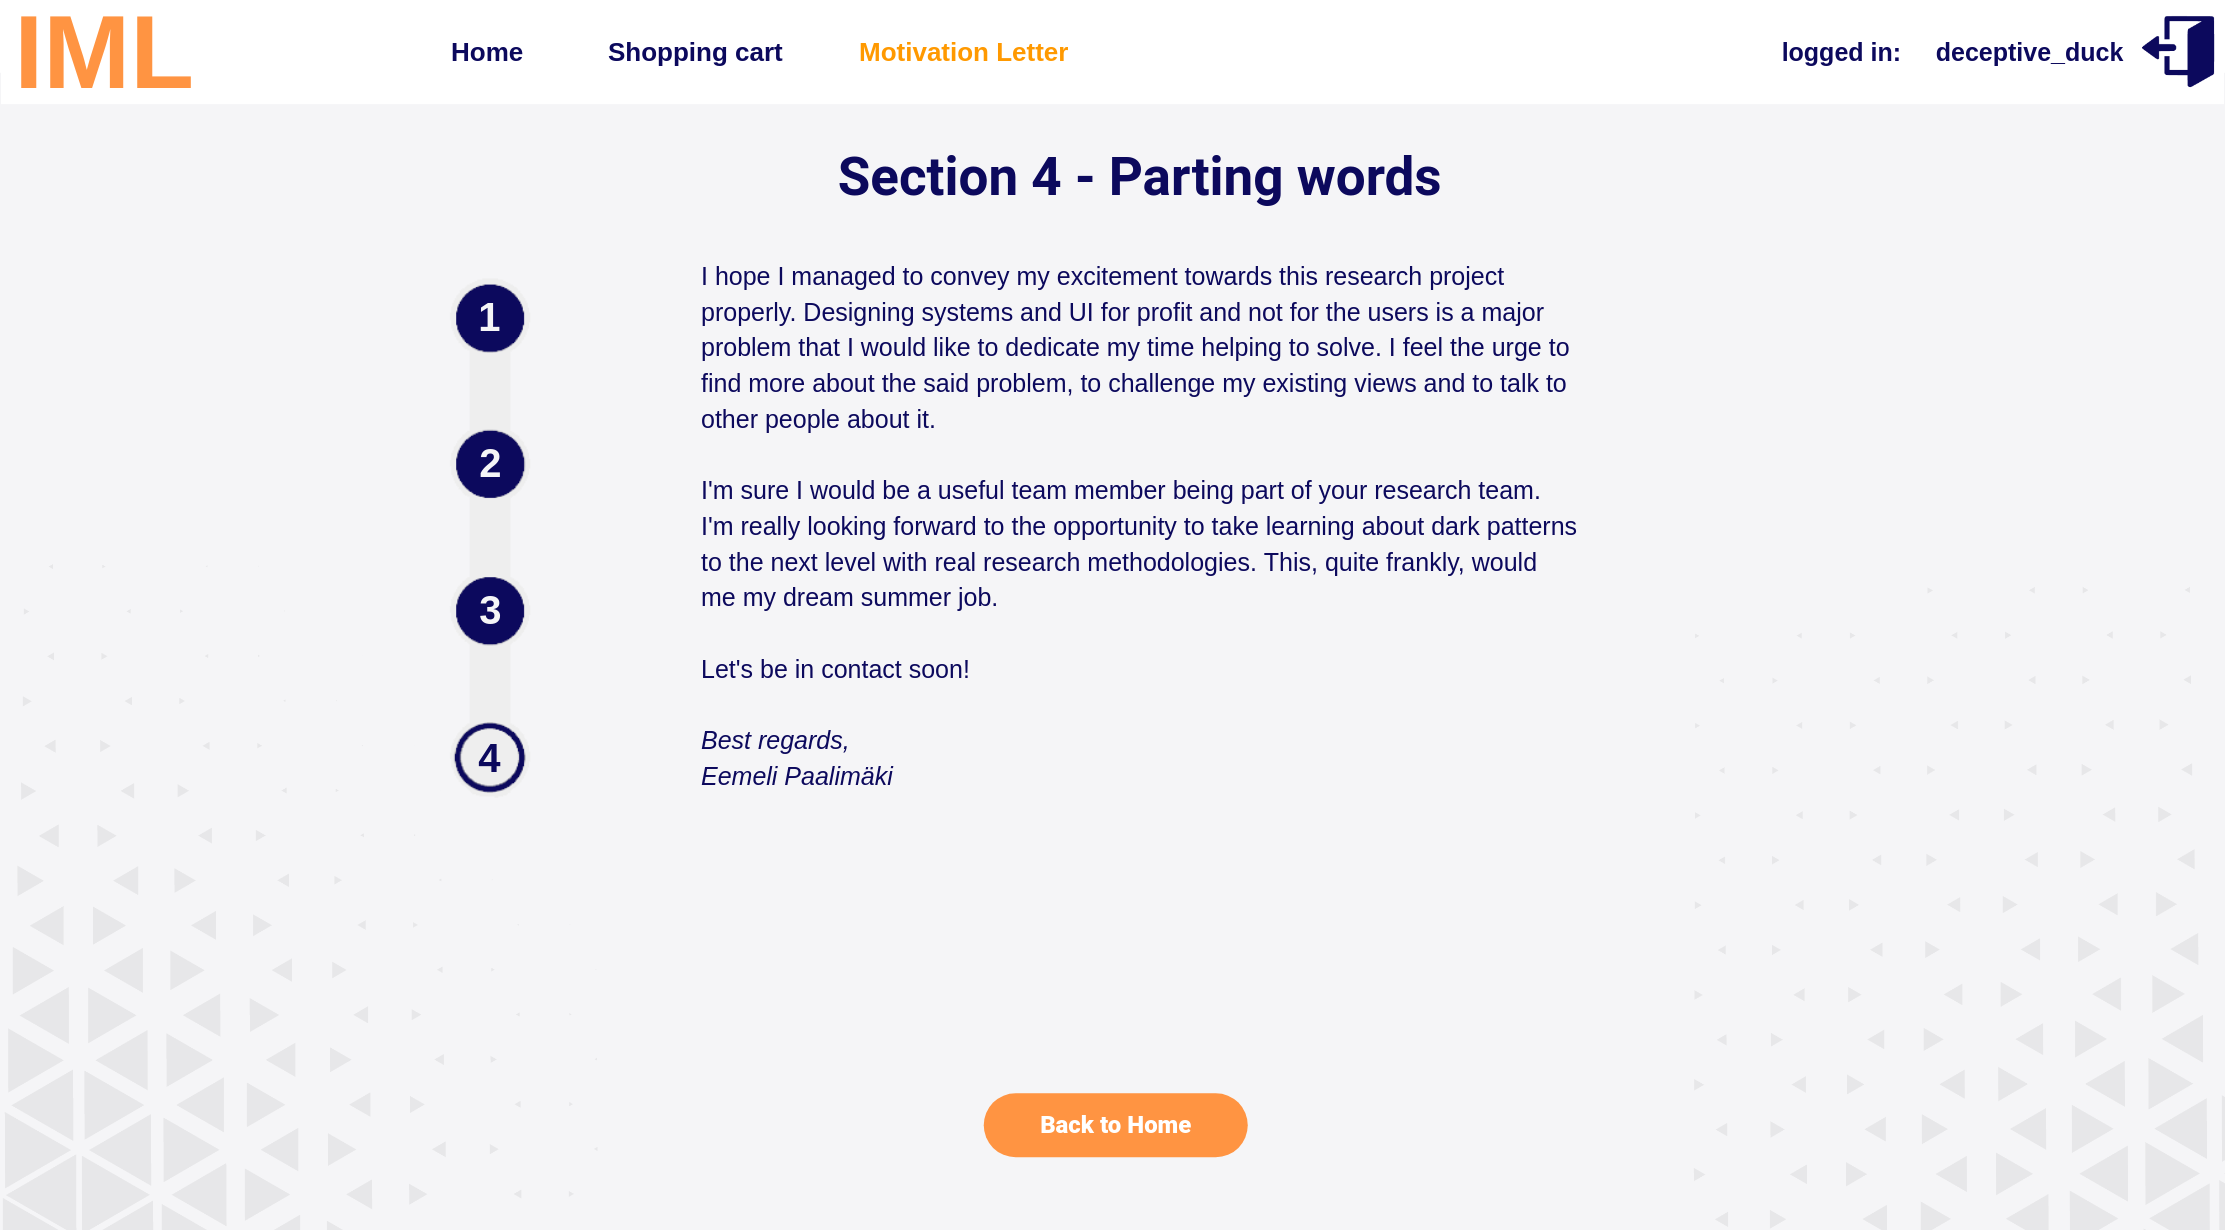 IML
Home
Shopping cart
Motivation Letter
logged in:
deceptive_duck
Section 4 - Parting words
1
2
3
4
I hope I managed to convey my excitement towards this research project
properly. Designing systems and UI for profit and not for the users is a major
problem that I would like to dedicate my time helping to solve. I feel the urge to
find more about the said problem, to challenge my existing views and to talk to
other people about it.
I'm sure I would be a useful team member being part of your research team.
I'm really looking forward to the opportunity to take learning about dark patterns
to the next level with real research methodologies. This, quite frankly, would
me my dream summer job.
Let's be in contact soon!
Best regards,
Eemeli Paalimäki
Back to Home